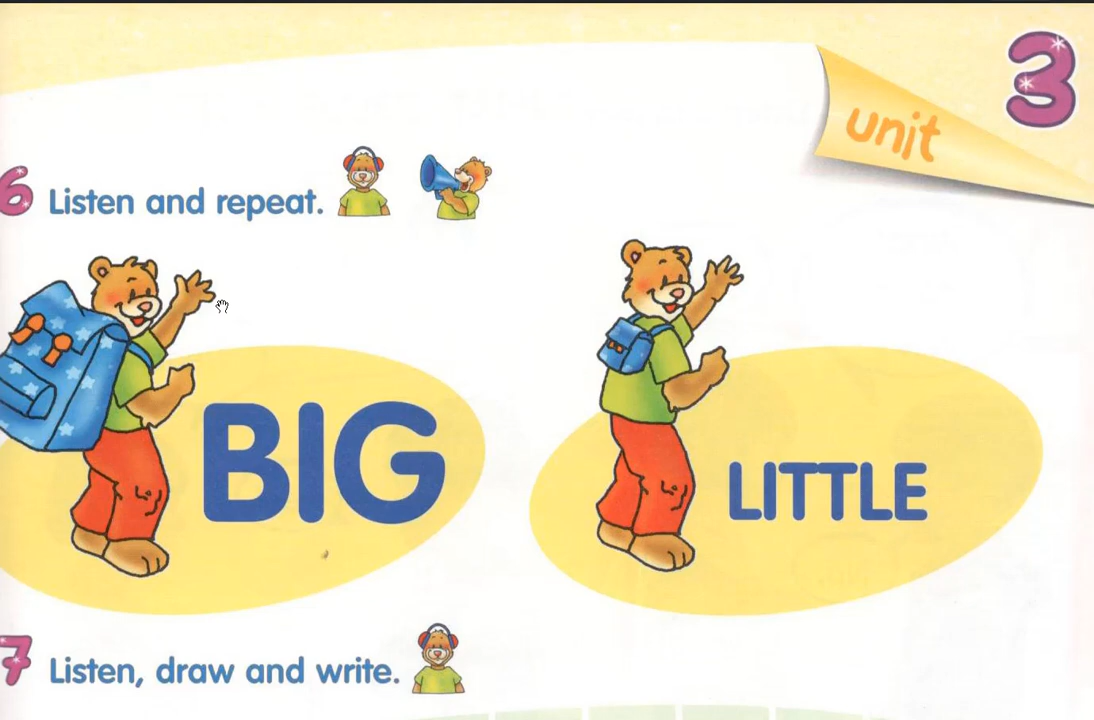 3
unit
6 Listen and repeat.
BIG
LITTLE
7 Listen, draw and write.